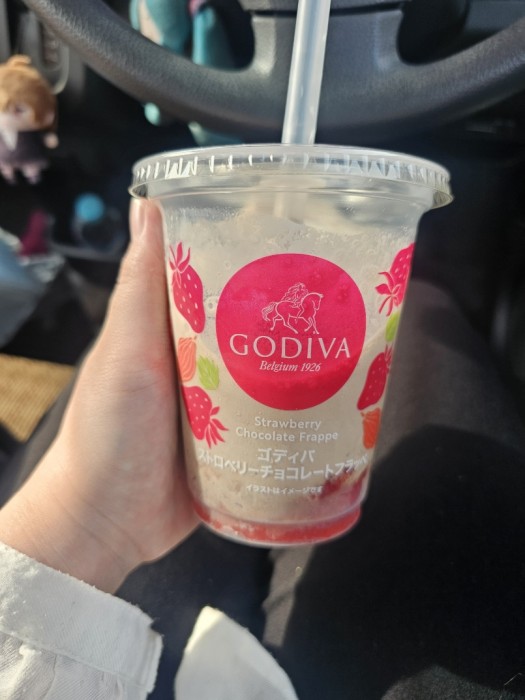 GODIVA
Belgium 1926
Strawberry
Chocolate Frappe
ゴディバ
ストロベリーチョコレートフラッペ
イラストはイメージです